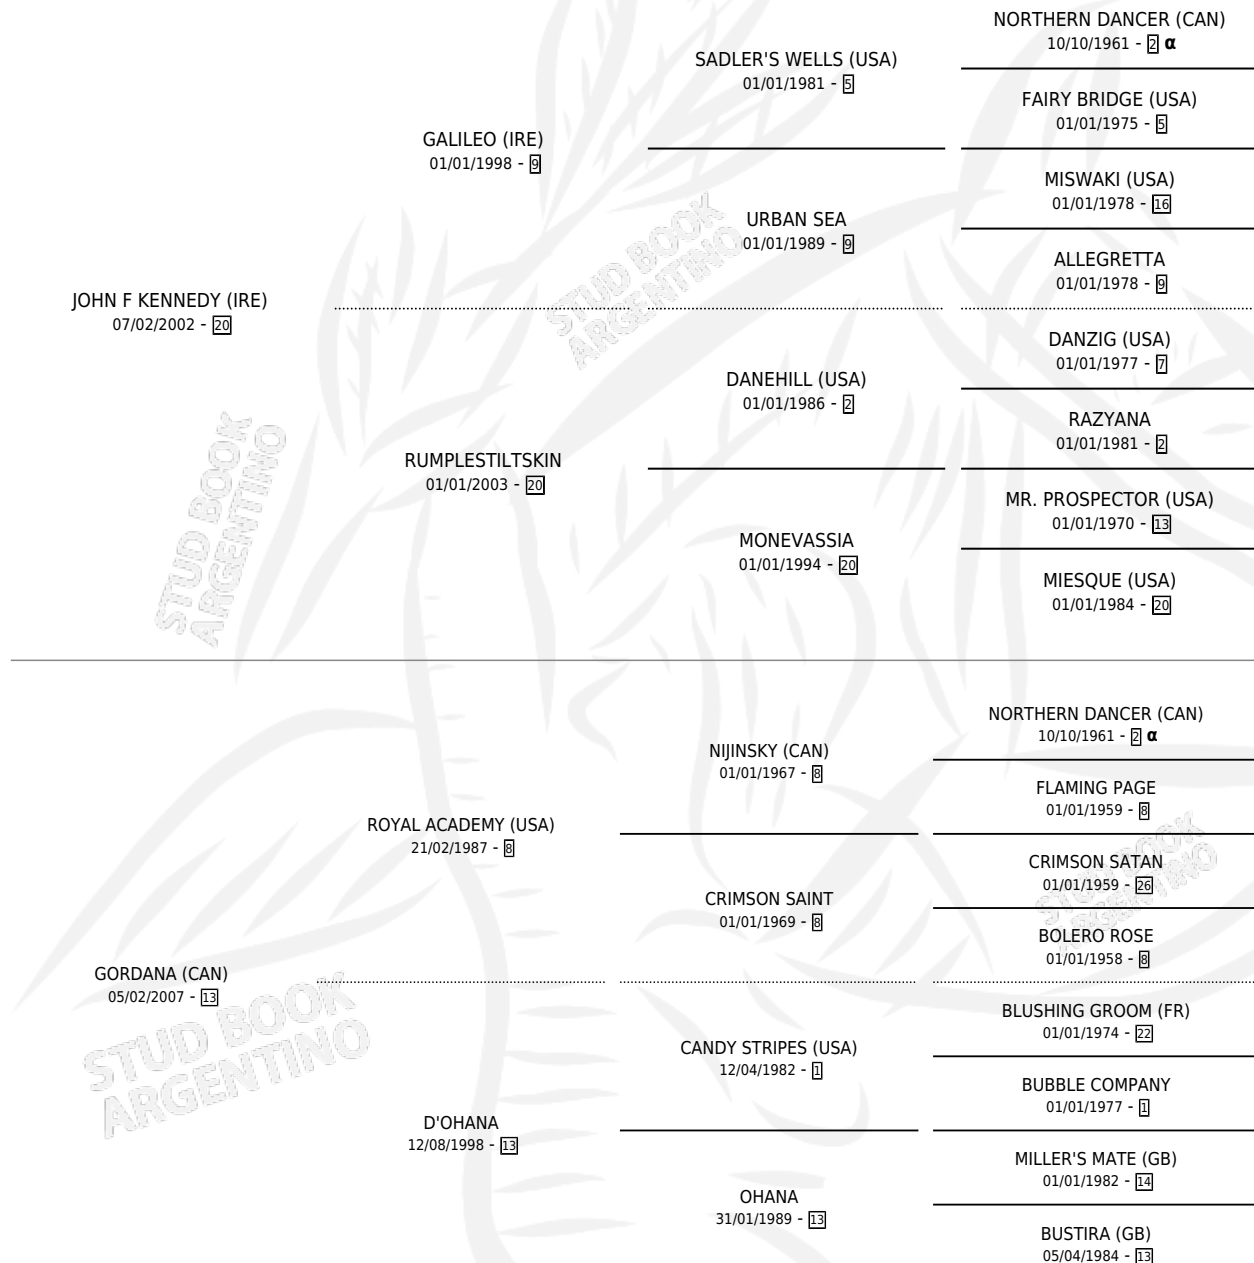 NORTHERN DANCER (CAN)
10/10/1961 - 2 α
SADLER'S WELLS (USA)
01/01/1981 - 5
FAIRY BRIDGE (USA)
01/01/1975 - 5
GALILEO (IRE)
01/01/1998 - 9
MISWAKI (USA)
01/01/1978 - 16
URBAN SEA
01/01/1989 - 9
ALLEGRETTA
01/01/1978 - 9
JOHN F KENNEDY (IRE)
07/02/2002 - 20
DANZIG (USA)
01/01/1977 - 7
DANEHILL (USA)
01/01/1986 - 2
RAZYANA
01/01/1981 - 2
RUMPLESTILTSKIN
01/01/2003 - 20
MR. PROSPECTOR (USA)
01/01/1970 - 13
MONEVASSIA
01/01/1994 - 20
MIESQUE (USA)
01/01/1984 - 20
NORTHERN DANCER (CAN)
10/10/1961 - 2 α
NIJINSKY (CAN)
01/01/1967 - 8
FLAMING PAGE
01/01/1959 - 8
ROYAL ACADEMY (USA)
21/02/1987 - 8
CRIMSON SATAN
01/01/1959 - 26
CRIMSON SAINT
01/01/1969 - 8
BOLERO ROSE
01/01/1958 - 8
GORDANA (CAN)
05/02/2007 - 13
BLUSHING GROOM (FR)
01/01/1974 - 22
CANDY STRIPES (USA)
12/04/1982 - 1
BUBBLE COMPANY
01/01/1977 - 1
D'OHANA
12/08/1998 - 13
MILLER'S MATE (GB)
01/01/1982 - 14
OHANA
31/01/1989 - 13
BUSTIRA (GB)
05/04/1984 - 13
STUD BOOK
ARGENTINO
STUD BOOK
ARGENTINO
STUD BOOK
ARGENTINO
STUD BOOK
ARGENTINO